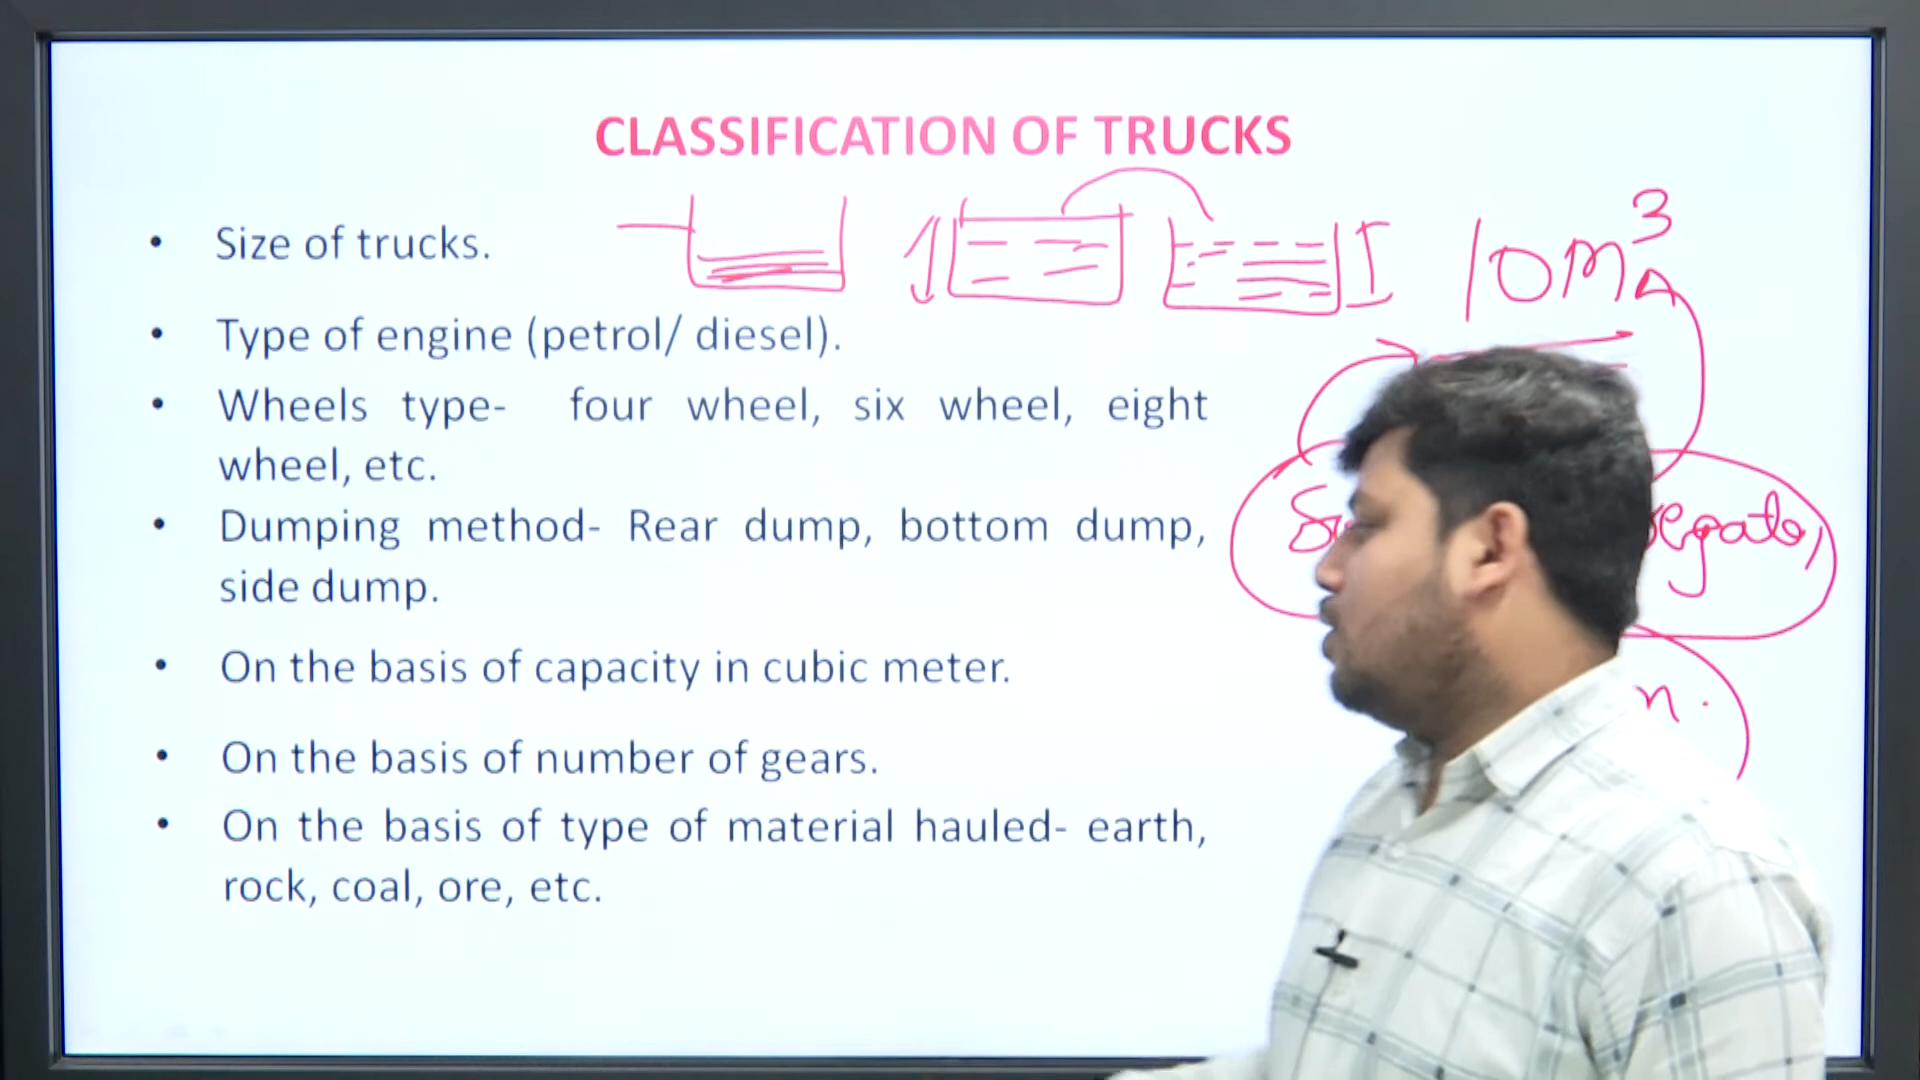 CLASSIFICATION OF TRUCKS
• Size of trucks.
10 m³
• Type of engine (petrol/ diesel).
• Wheels type- four wheel, six wheel, eight
wheel, etc.
• Dumping method- Rear dump, bottom dump,
side dump.
• On the basis of capacity in cubic meter.
• On the basis of number of gears.
• On the basis of type of material hauled- earth,
rock, coal, ore, etc.